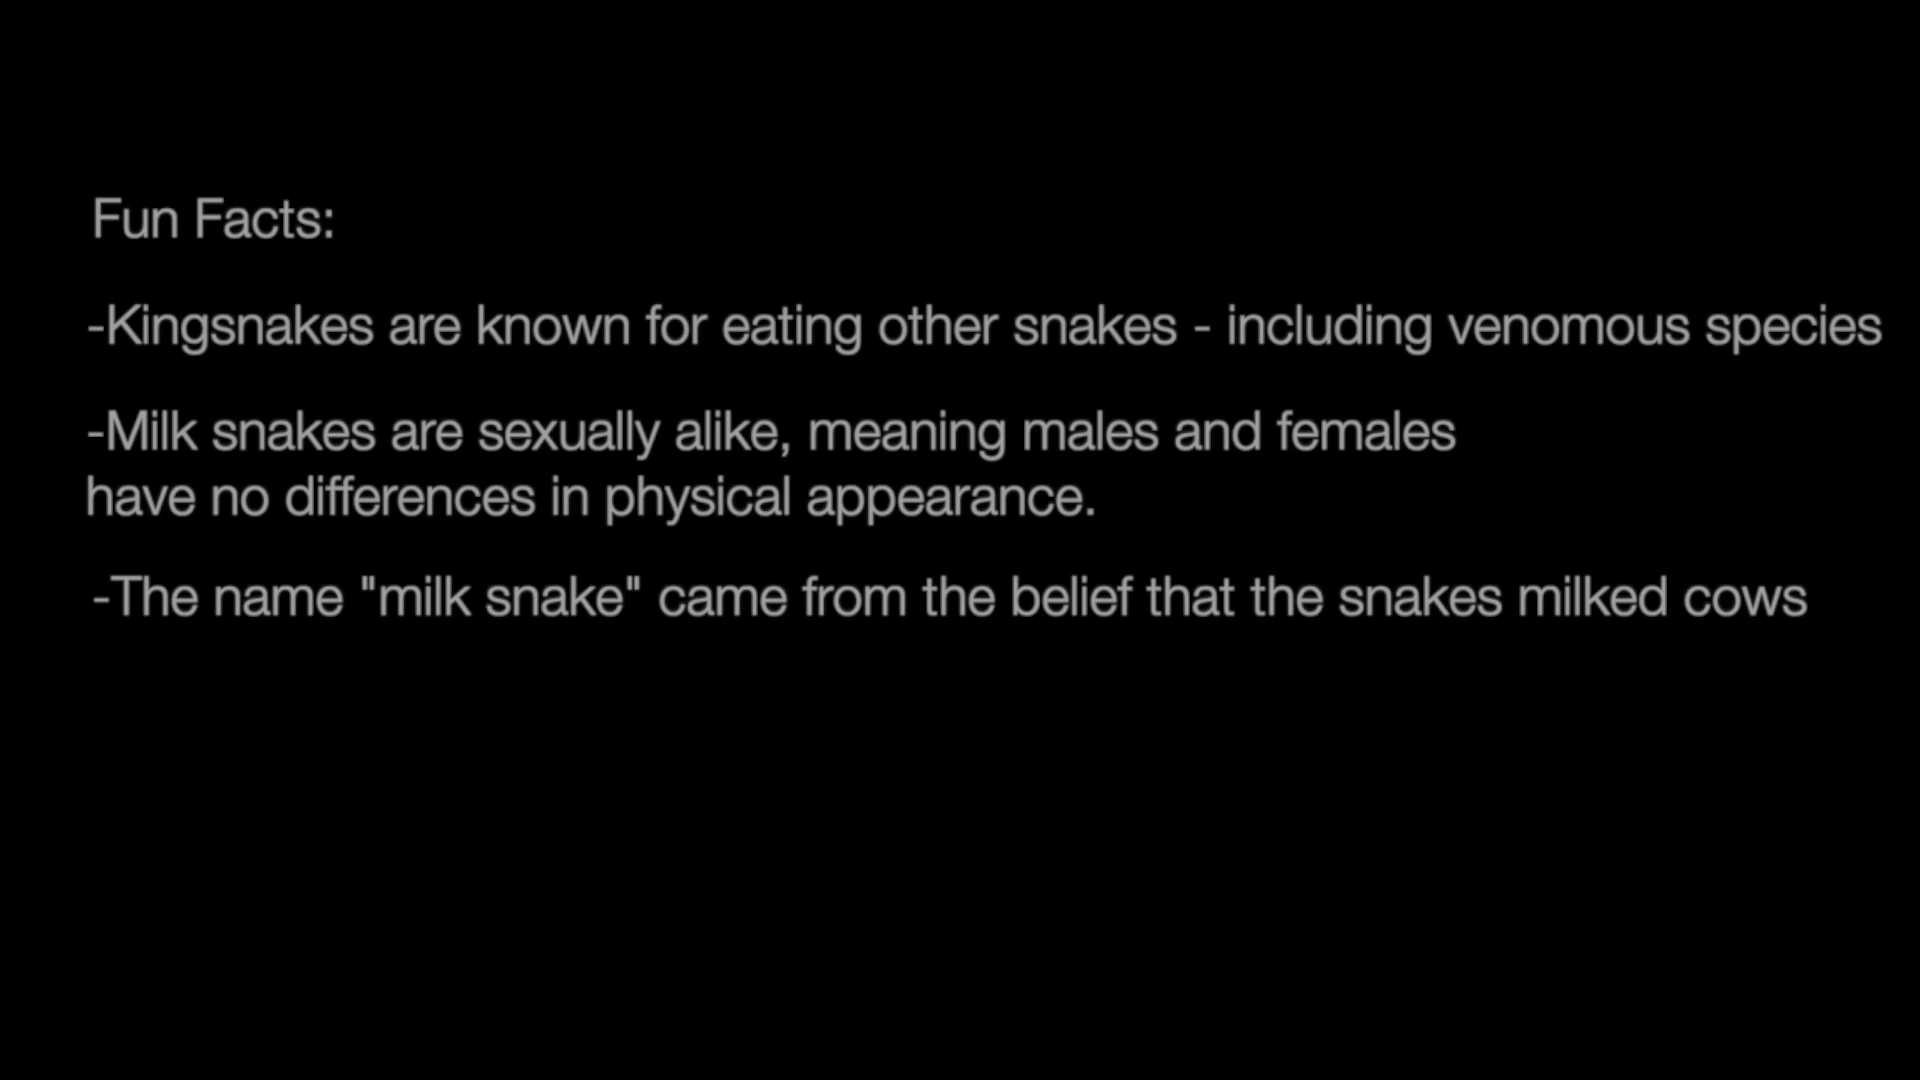 Fun Facts:
-Kingsnakes are known for eating other snakes - including venomous species
-Milk snakes are sexually alike, meaning males and females
have no differences in physical appearance.
-The name "milk snake" came from the belief that the snakes milked cows